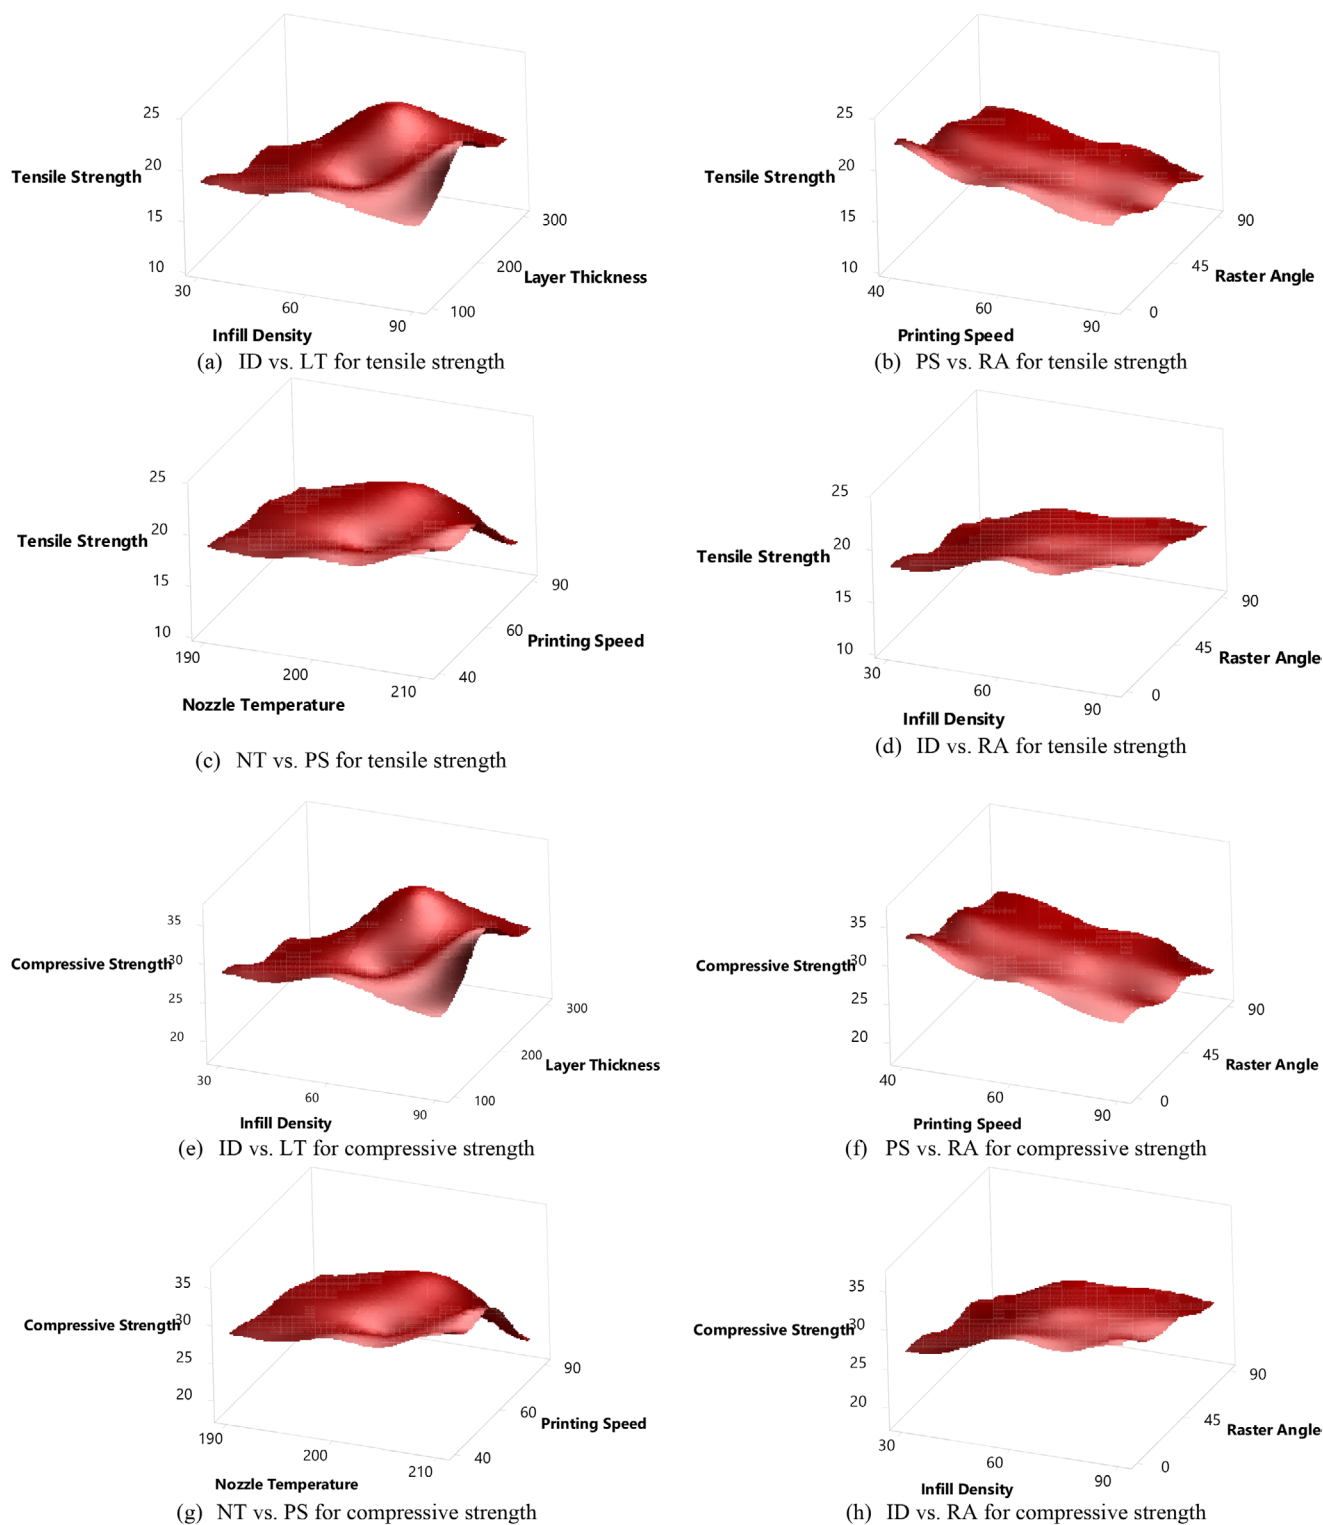 25
20
15
10
Tensile Strength
30
60
90
Infill Density
100
200
300
Layer Thickness
(a) ID vs. LT for tensile strength
25
20
15
10
Tensile Strength
40
60
90
Printing Speed
0
45
90
Raster Angle
(b) PS vs. RA for tensile strength
25
20
15
10
Tensile Strength
190
200
210
Nozzle Temperature
40
60
90
Printing Speed
(c) NT vs. PS for tensile strength
25
20
15
10
Tensile Strength
30
60
90
Infill Density
0
45
90
Raster Angle
(d) ID vs. RA for tensile strength
35
30
25
20
Compressive Strength
30
60
90
Infill Density
100
200
300
Layer Thickness
(e) ID vs. LT for compressive strength
35
30
25
20
Compressive Strength
40
60
90
Printing Speed
0
45
90
Raster Angle
(f) PS vs. RA for compressive strength
35
30
25
20
Compressive Strength
190
200
210
Nozzle Temperature
40
60
90
Printing Speed
(g) NT vs. PS for compressive strength
35
30
25
20
Compressive Strength
30
60
90
Infill Density
0
45
90
Raster Angle
(h) ID vs. RA for compressive strength